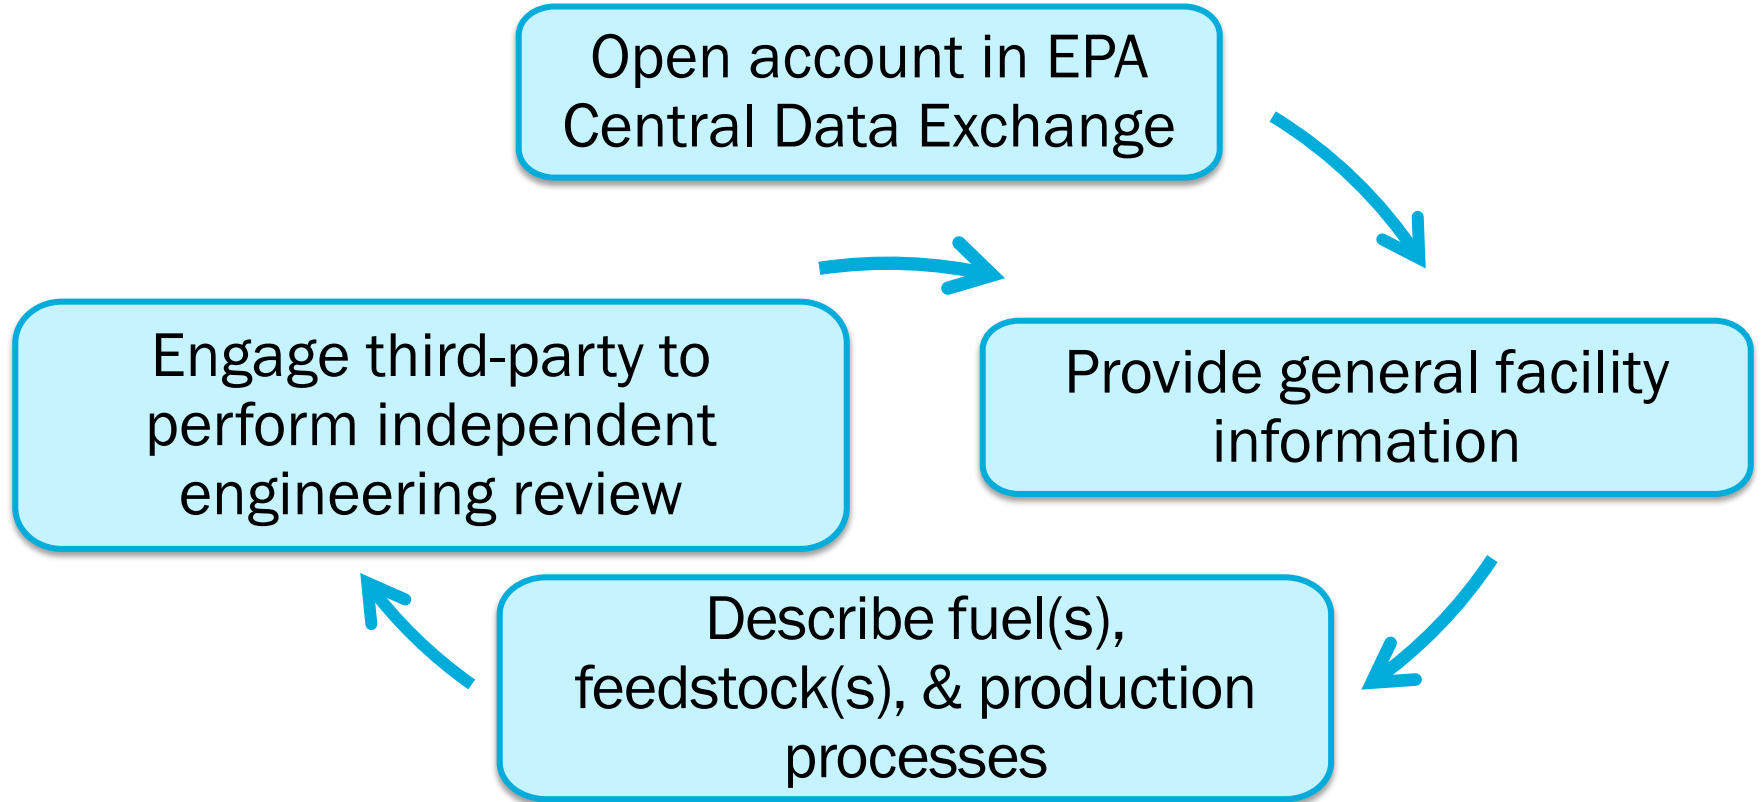 Open account in EPA
Central Data Exchange
Provide general facility
information
Describe fuel(s),
feedstock(s), & production
processes
Engage third-party to
perform independent
engineering review